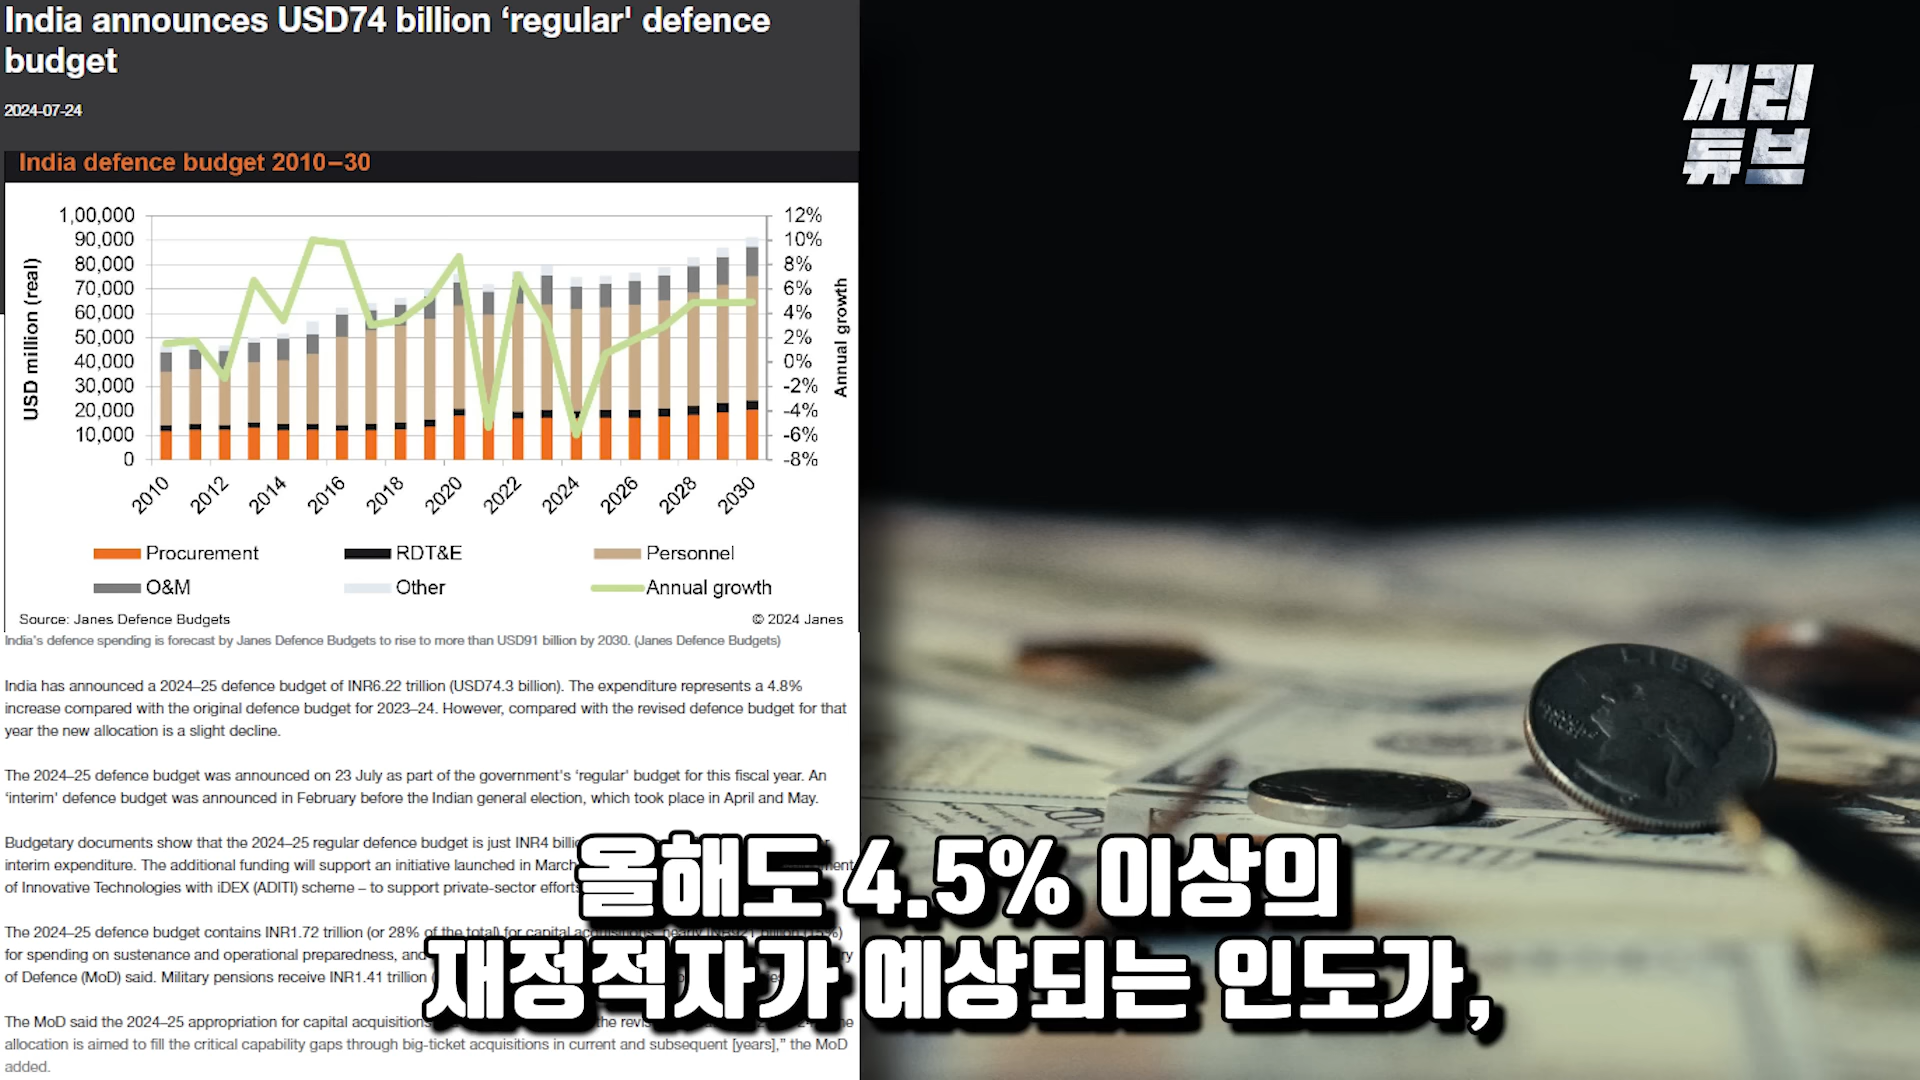 India announces USD74 billion ‘regular' defence
budget
2024-07-24
India defence budget 2010–30
1,00,000
90,000
80,000
70,000
60,000
50,000
40,000
30,000
20,000
10,000
0
USD million (real)
12%
10%
8%
6%
4%
2%
0%
-2%
-4%
-6%
-8%
Annual growth
2010
2012
2014
2016
2018
2020
2022
2024
2026
2028
2030
Procurement
RDT&E
Personnel
O&M
Other
Annual growth
Source: Janes Defence Budgets
© 2024 Janes
India's defence spending is forecast by Janes Defence Budgets to rise to more than USD91 billion by 2030. (Janes Defence Budgets)
India has announced a 2024–25 defence budget of INR6.22 trillion (USD74.3 billion). The expenditure represents a 4.8%
increase compared with the original defence budget for 2023–24. However, compared with the revised defence budget for that
year the new allocation is a slight decline.
The 2024–25 defence budget was announced on 23 July as part of the government's ‘regular' budget for this fiscal year. An
‘interim' defence budget was announced in February before the Indian general election, which took place in April and May.
Budgetary documents show that the 2024–25 regular defence budget is just INR4
interim expenditure. The additional funding will support an initiative launched in March
of Innovative Technologies with iDEX (ADITI) scheme – to support private-sector
The 2024–25 defence budget contains INR1.72 trillion (or 28% of the total) for capital
for spending on sustenance and operational preparedness, and
of Defence (MoD) said. Military pensions receive INR1.41 trillion
The MoD said the 2024–25 appropriation for capital acquisitions the
allocation is aimed to fill the critical capability gaps through big-ticket acquisitions in current and subsequent [years],” the MoD
added.
꺼리
튜브
올해도 4.5% 이상의
재정적자가 예상되는 인도가,